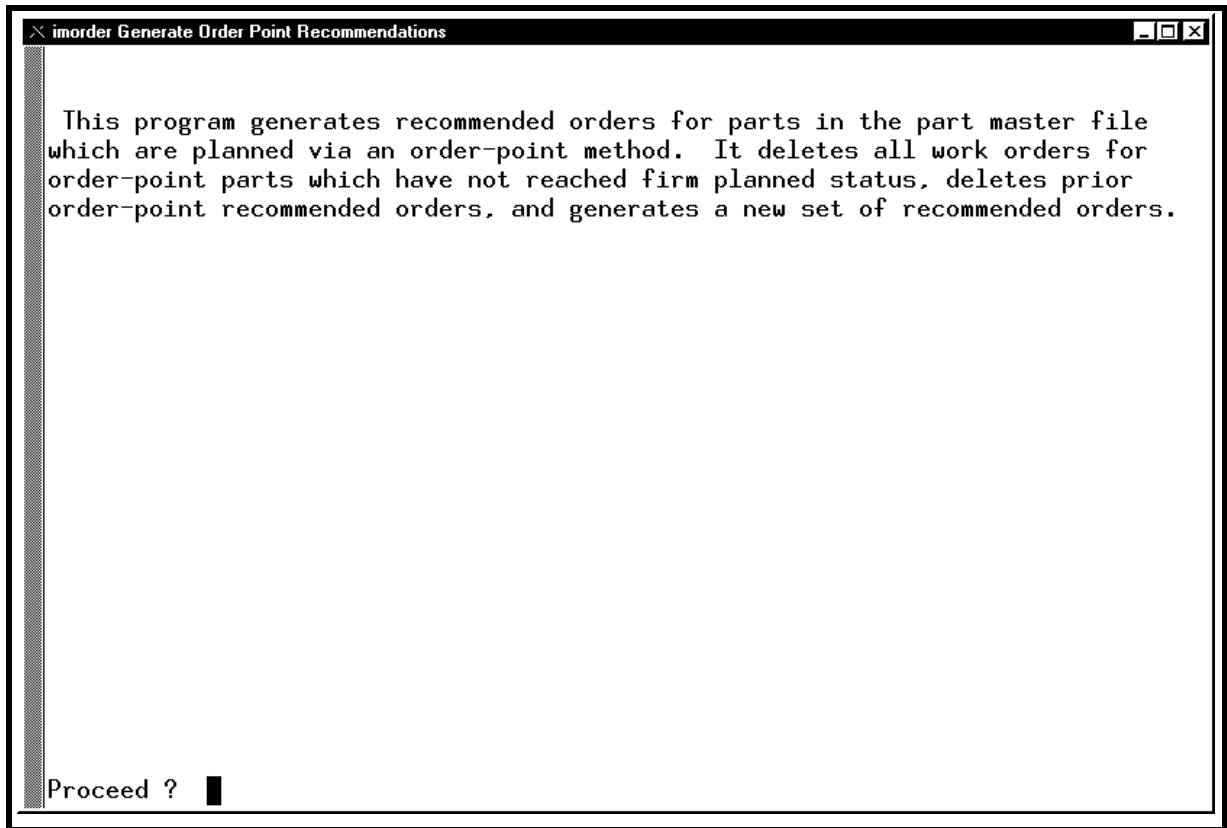 imorder Generate Order Point Recommendations
This program generates recommended orders for parts in the part master file
which are planned via an order-point method.  It deletes all work orders for
order-point parts which have not reached firm planned status, deletes prior
order-point recommended orders, and generates a new set of recommended orders.
Proceed ?